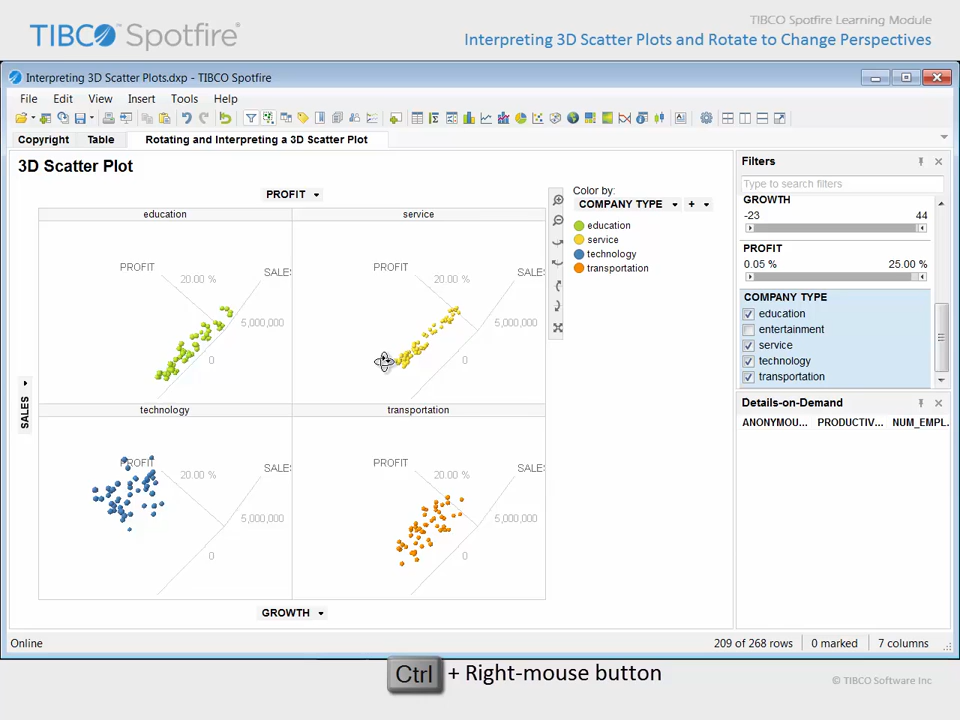 TIBCO Spotfire®
TIBCO Spotfire Learning Module
Interpreting 3D Scatter Plots and Rotate to Change Perspectives
Interpreting 3D Scatter Plots.dxp - TIBCO Spotfire
File Edit View Insert Tools Help
Copyright Table Rotating and Interpreting a 3D Scatter Plot
3D Scatter Plot
PROFIT
education service
PROFIT 20.00 % SALES 5,000,000 0
PROFIT 20.00 % SALES 5,000,000 0
technology transportation
PROFIT 20.00 % SALES 5,000,000 0
PROFIT 20.00 % SALES 5,000,000 0
SALES
GROWTH
Color by:
COMPANY TYPE +
education
service
technology
transportation
Filters
Type to search filters
GROWTH
-23 44
PROFIT
0.05 % 25.00 %
COMPANY TYPE
education
entertainment
service
technology
transportation
Details-on-Demand
ANONYMOU... PRODUCTIV... NUM_EMPL.
Online 209 of 268 rows 0 marked 7 columns
Ctrl + Right-mouse button
© TIBCO Software Inc